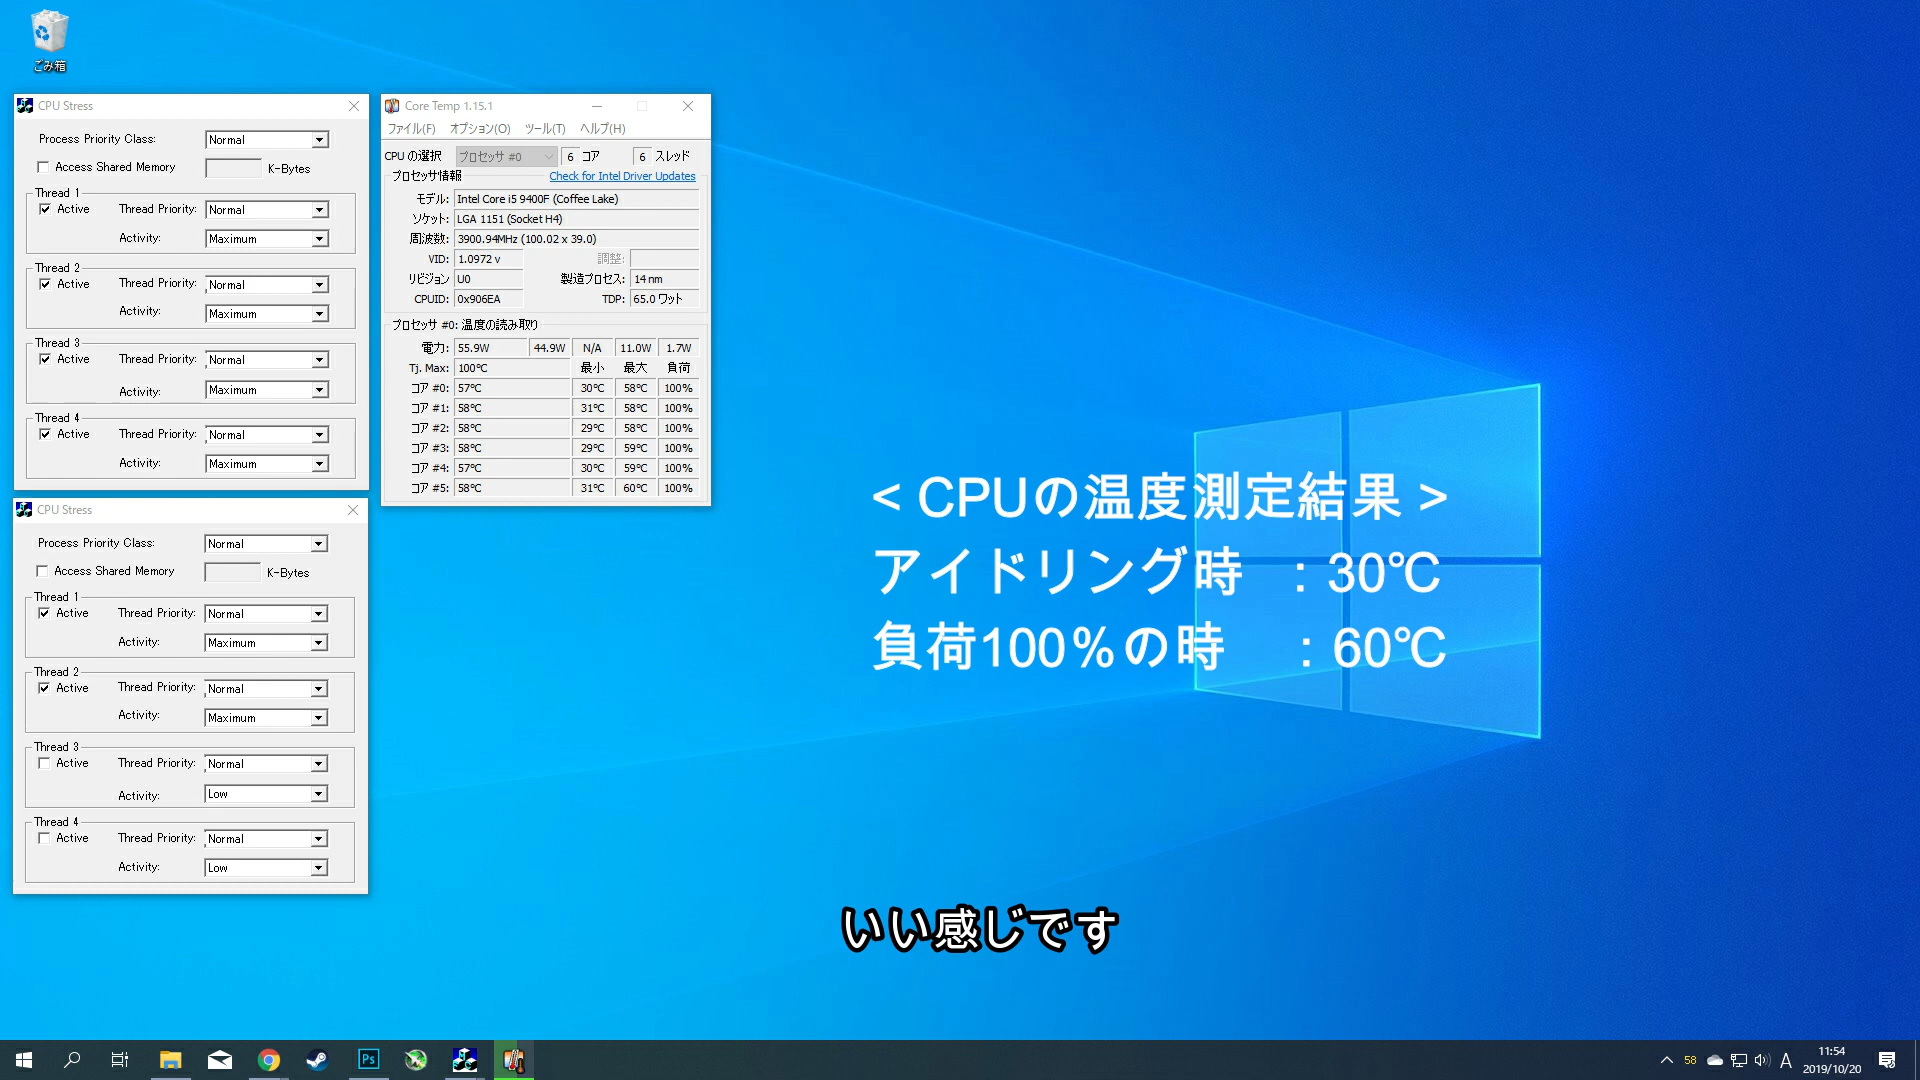 ごみ箱
CPU Stress
Process Priority Class: Normal
Access Shared Memory K-Bytes
Thread 1
Active Thread Priority: Normal
Activity: Maximum
Thread 2
Active Thread Priority: Normal
Activity: Maximum
Thread 3
Active Thread Priority: Normal
Activity: Maximum
Thread 4
Active Thread Priority: Normal
Activity: Maximum
CPU Stress
Process Priority Class: Normal
Access Shared Memory K-Bytes
Thread 1
Active Thread Priority: Normal
Activity: Maximum
Thread 2
Active Thread Priority: Normal
Activity: Maximum
Thread 3
Active Thread Priority: Normal
Activity: Low
Thread 4
Active Thread Priority: Normal
Activity: Low
Core Temp 1.15.1
ファイル(F) オプション(O) ツール(T) ヘルプ(H)
CPU の選択 プロセッサ #0 6 コア 6 スレッド
プロセッサ情報 Check for Intel Driver Updates
モデル: Intel Core i5 9400F (Coffee Lake)
ソケット: LGA 1151 (Socket H4)
周波数: 3900.94MHz (100.02 x 39.0)
VID: 1.0972 v 調整:
リビジョン U0 製造プロセス: 14 nm
CPUID: 0x906EA TDP: 65.0 ワット
プロセッサ #0: 温度の読み取り
電力: 55.9W 44.9W N/A 11.0W 1.7W
Tj. Max: 100℃ 最小 最大 負荷
コア #0: 57℃ 30℃ 58℃ 100%
コア #1: 58℃ 31℃ 58℃ 100%
コア #2: 58℃ 29℃ 58℃ 100%
コア #3: 58℃ 29℃ 59℃ 100%
コア #4: 57℃ 30℃ 59℃ 100%
コア #5: 58℃ 31℃ 60℃ 100%
＜CPUの温度測定結果＞
アイドリング時 ：30℃
負荷100％の時 ：60℃
いい感じです
Ps
58
A
11:54
2019/10/20